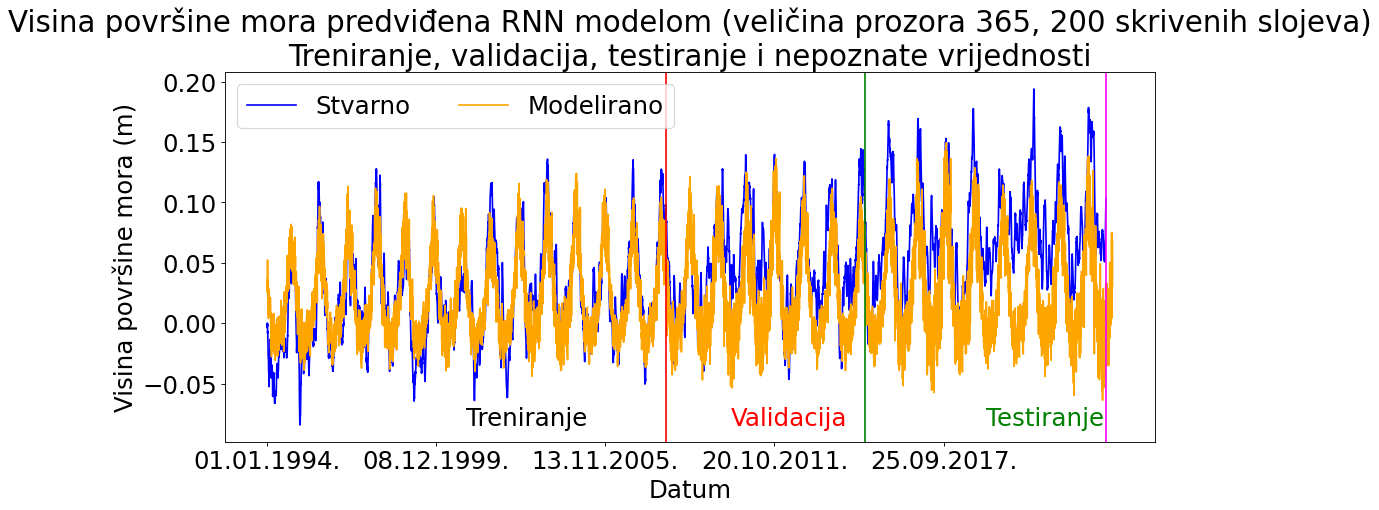 Visina površine mora predviđena RNN modelom (veličina prozora 365, 200 skrivenih slojeva)
Treniranje, validacija, testiranje i nepoznate vrijednosti
Stvarno
Modelirano
Visina površine mora (m)
0.20
0.15
0.10
0.05
0.00
−0.05
Treniranje
Validacija
Testiranje
01.01.1994.
08.12.1999.
13.11.2005.
20.10.2011.
25.09.2017.
Datum